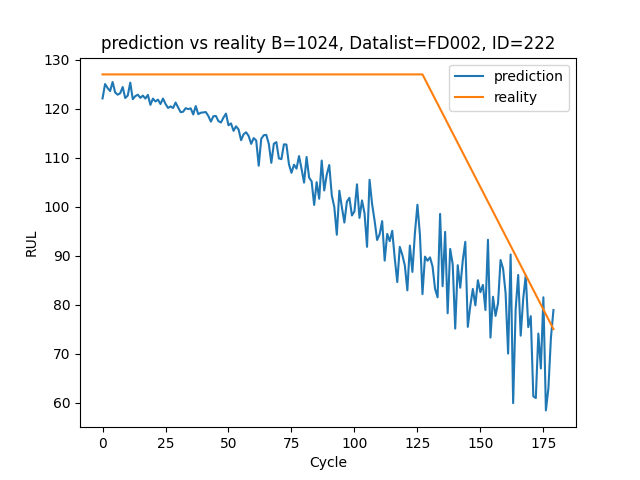 prediction vs reality B=1024, Datalist=FD002, ID=222
prediction
reality
RUL
130
120
110
100
90
80
70
60
0 25 50 75 100 125 150 175
Cycle